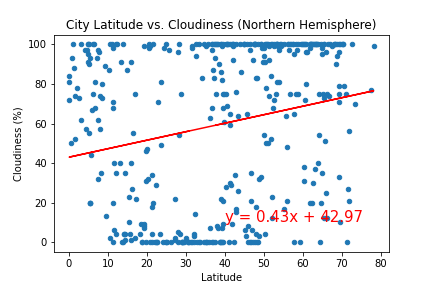 City Latitude vs. Cloudiness (Northern Hemisphere)
100
80
60
40
20
0
Cloudiness (%)
y = 0.43x + 42.97
0 10 20 30 40 50 60 70 80
Latitude